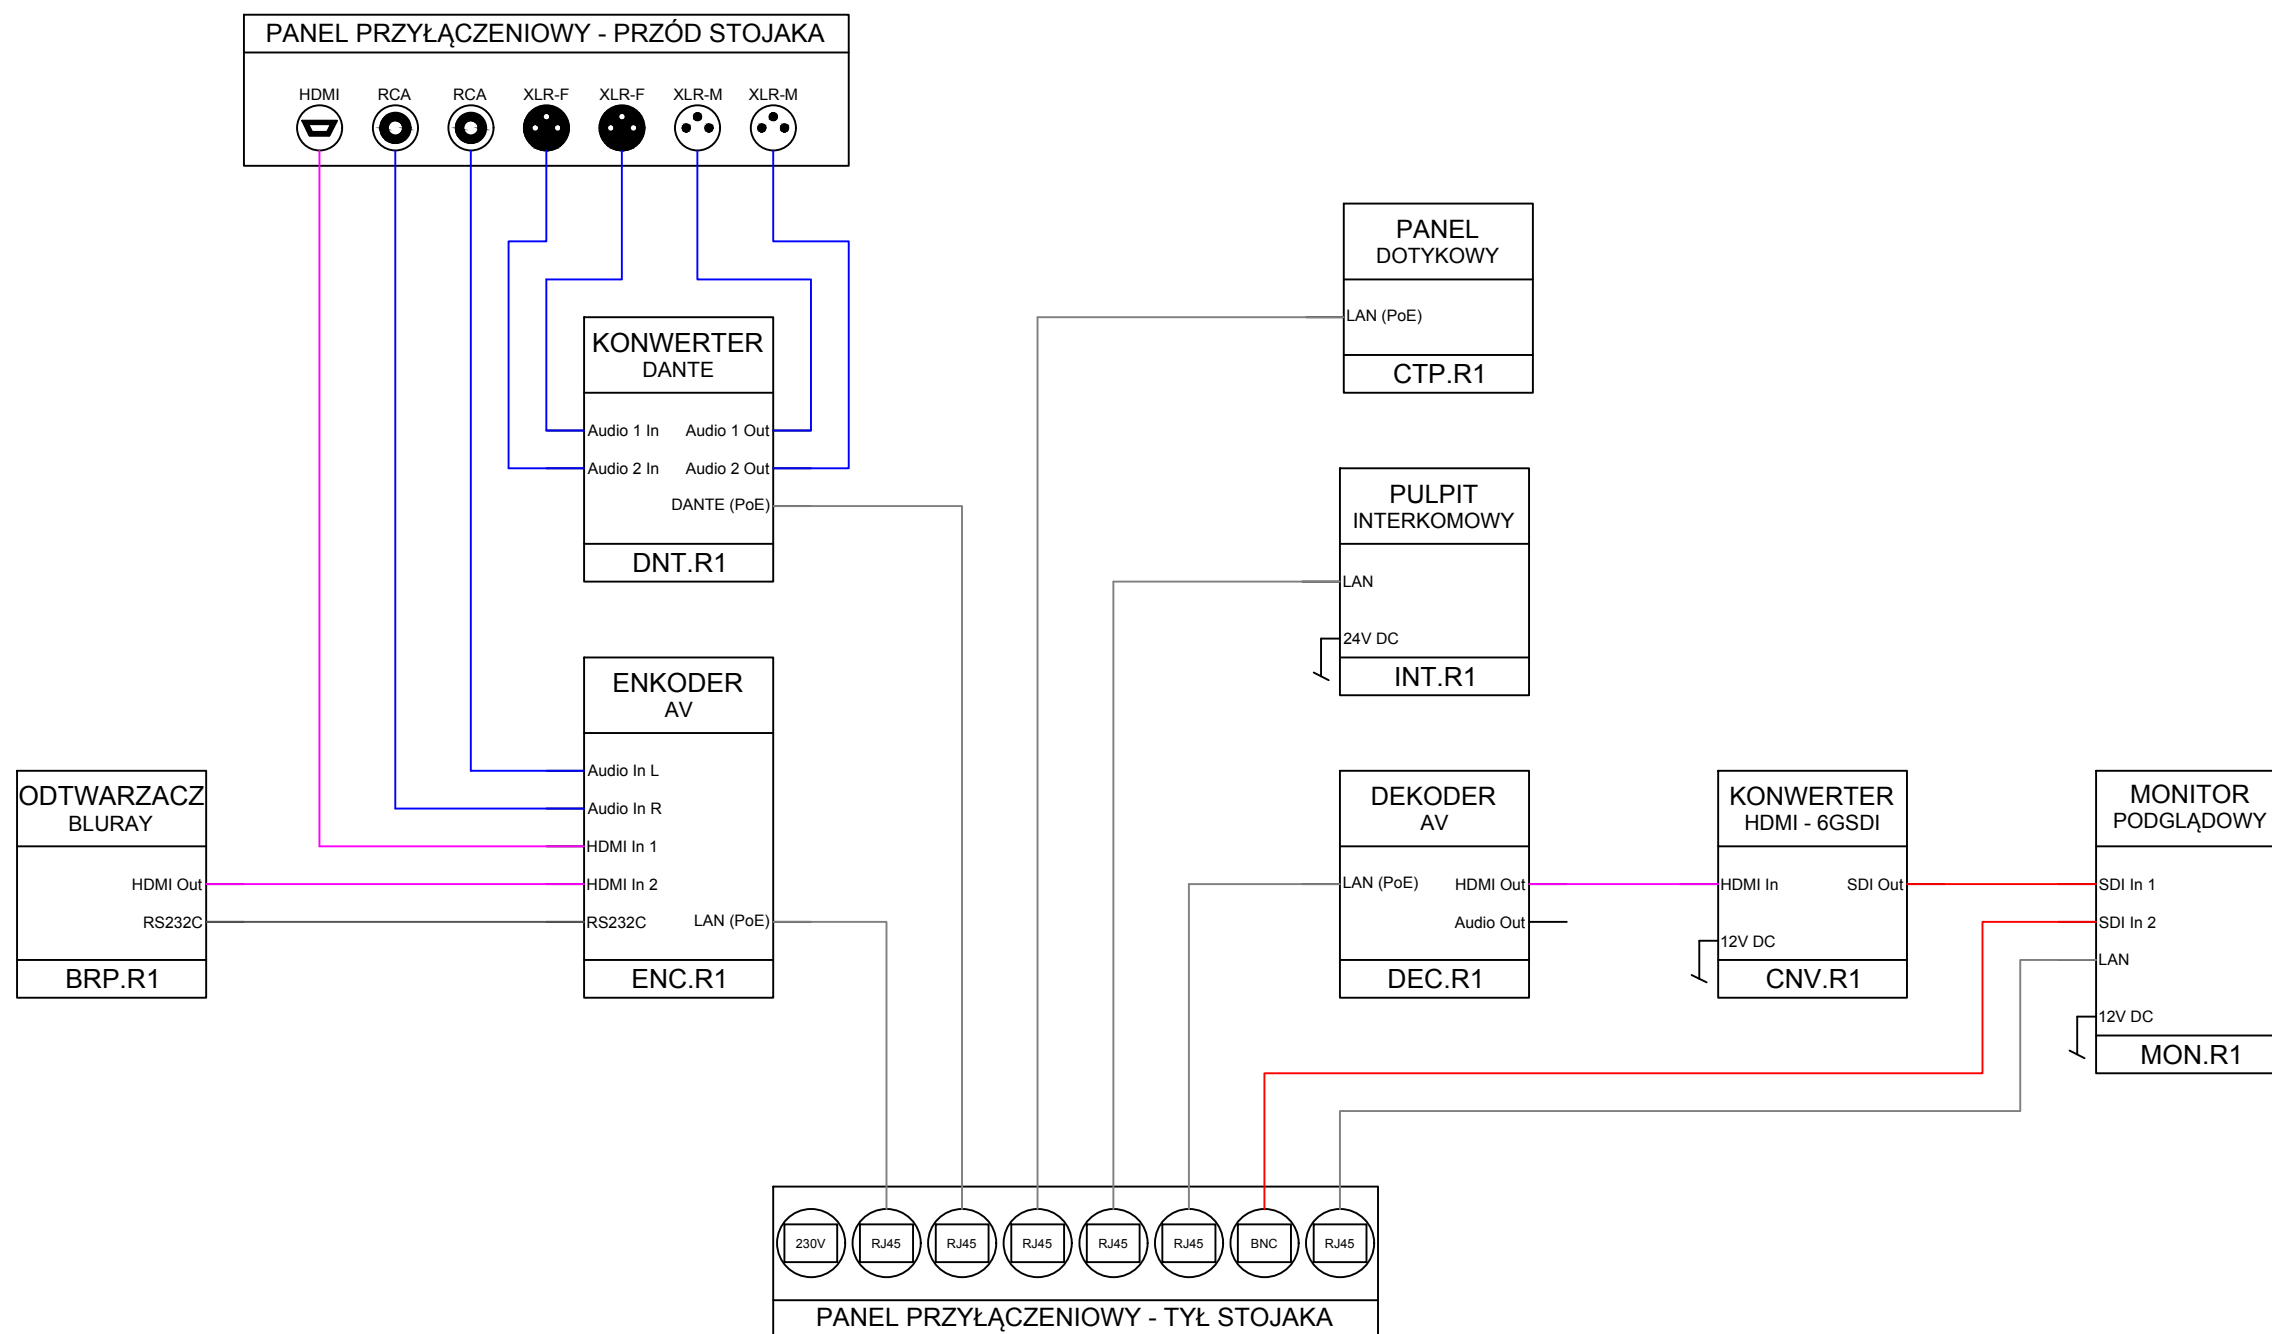 PANEL PRZYŁĄCZENIOWY - PRZÓD STOJAKA
HDMI RCA RCA XLR-F XLR-F XLR-M XLR-M
PANEL
DOTYKOWY
LAN (PoE)
CTP.R1
KONWERTER
DANTE
Audio 1 In Audio 1 Out
Audio 2 In Audio 2 Out
DANTE (PoE)
DNT.R1
PULPIT
INTERKOMOWY
LAN
24V DC
INT.R1
ENKODER
AV
Audio In L
Audio In R
HDMI In 1
HDMI In 2
RS232C LAN (PoE)
ENC.R1
ODTWARZACZ
BLURAY
HDMI Out
RS232C
BRP.R1
DEKODER
AV
LAN (PoE) HDMI Out
Audio Out
DEC.R1
KONWERTER
HDMI - 6GSDI
HDMI In SDI Out
12V DC
CNV.R1
MONITOR
PODGLĄDOWY
SDI In 1
SDI In 2
LAN
12V DC
MON.R1
230V RJ45 RJ45 RJ45 RJ45 RJ45 BNC RJ45
PANEL PRZYŁĄCZENIOWY - TYŁ STOJAKA